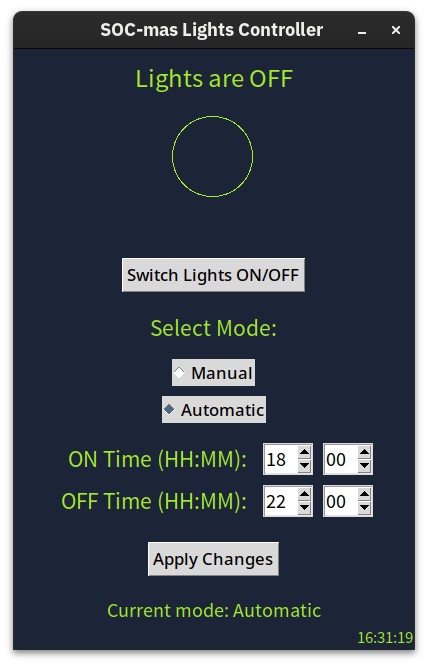 SOC-mas Lights Controller
Lights are OFF
Switch Lights ON/OFF
Select Mode:
Manual
Automatic
ON Time (HH:MM): 18 00
OFF Time (HH:MM): 22 00
Apply Changes
Current mode: Automatic
16:31:19